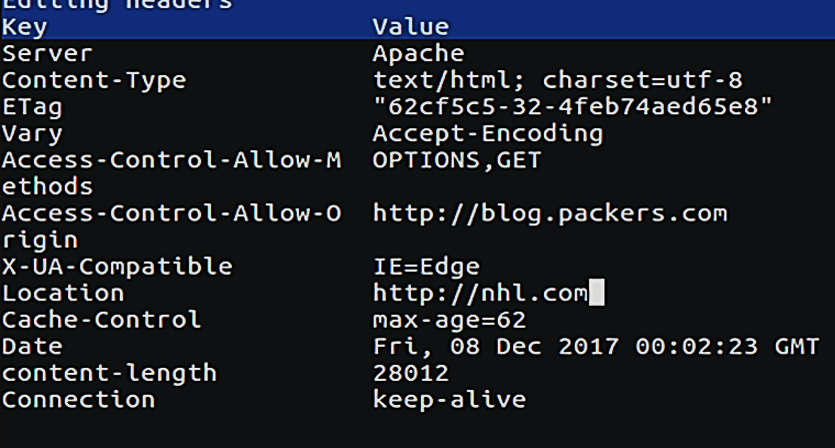 Editing headers
Key Value
Server Apache
Content-Type text/html; charset=utf-8
ETag "62cf5c5-32-4feb74aed65e8"
Vary Accept-Encoding
Access-Control-Allow-M OPTIONS,GET
ethods
Access-Control-Allow-O http://blog.packers.com
rigin
X-UA-Compatible IE=Edge
Location http://nhl.com
Cache-Control max-age=62
Date Fri, 08 Dec 2017 00:02:23 GMT
content-length 28012
Connection keep-alive